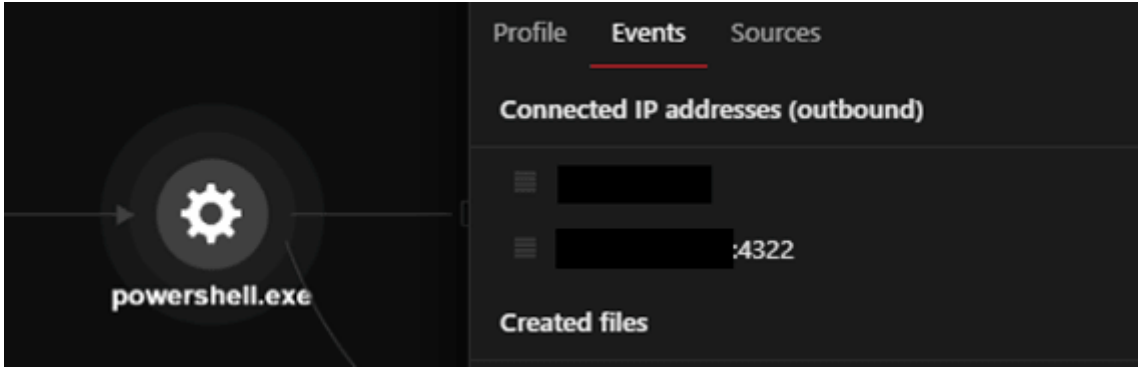 Profile Events Sources
Connected IP addresses (outbound)
:4322
powershell.exe
Created files